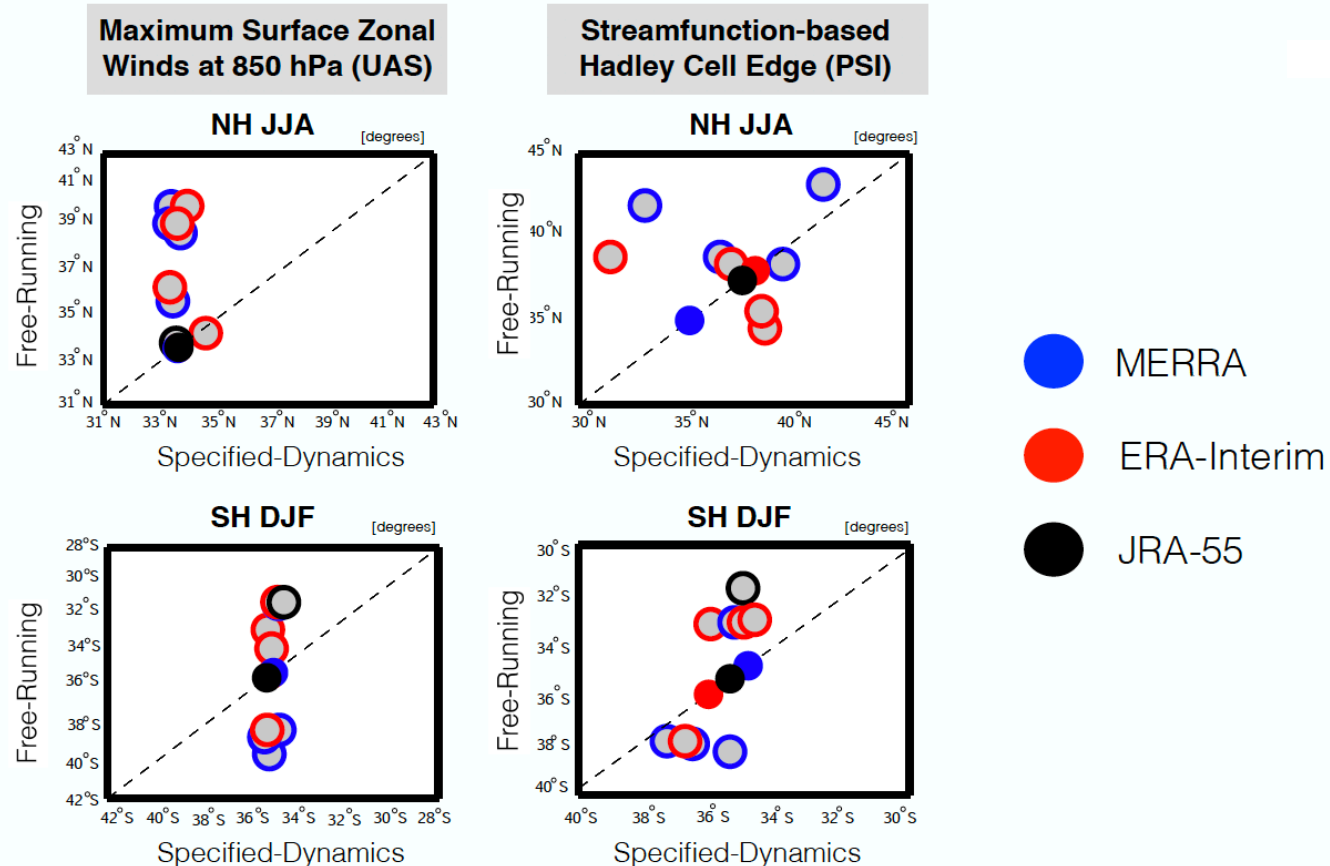 Maximum Surface Zonal
Winds at 850 hPa (UAS)
Streamfunction-based
Hadley Cell Edge (PSI)
NH JJA
[degrees]
43°N
41°N
39°N
37°N
35°N
33°N
31°N
Free-Running
31°N 33°N 35°N 37°N 39°N 41°N 43°N
Specified-Dynamics
NH JJA
[degrees]
45°N
40°N
35°N
30°N
Free-Running
30°N 35°N 40°N 45°N
Specified-Dynamics
MERRA
ERA-Interim
JRA-55
SH DJF
[degrees]
28°S
30°S
32°S
34°S
36°S
38°S
40°S
42°S
Free-Running
42°S 40°S 38°S 36°S 34°S 32°S 30°S 28°S
Specified-Dynamics
SH DJF
[degrees]
30°S
32°S
34°S
36°S
38°S
40°S
Free-Running
40°S 38°S 36°S 34°S 32°S 30°S
Specified-Dynamics